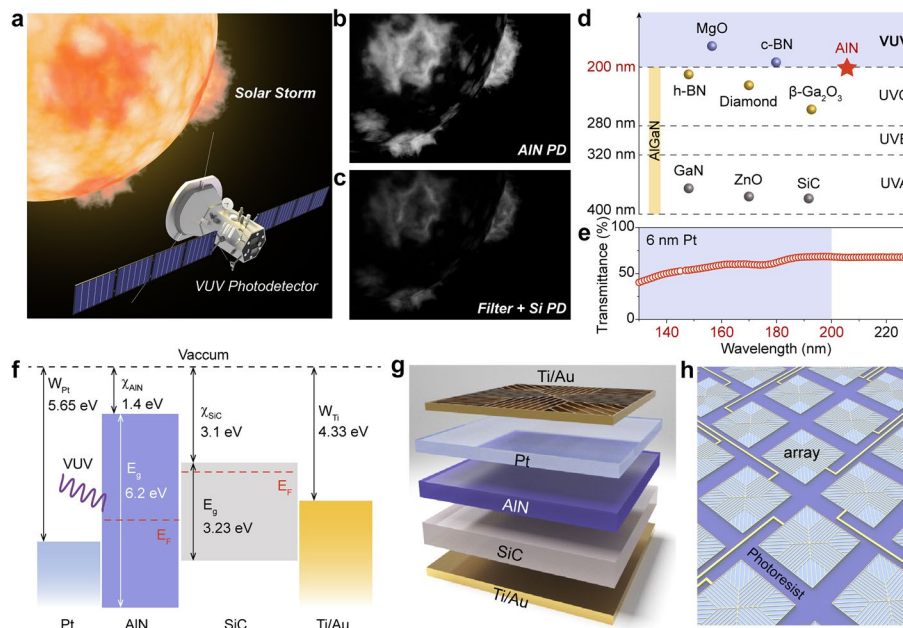 a
Solar Storm
VUV Photodetector
b
AlN PD
c
Filter + Si PD
d
MgO
c-BN
AlN
VUV
200 nm
h-BN
Diamond
β-Ga2O3
UVC
280 nm
AlGaN
UVB
320 nm
GaN
ZnO
SiC
UVA
400 nm
e
6 nm Pt
Transmittance (%)
100
50
0
140
160
180
200
220
Wavelength (nm)
f
Vaccum
WPt
5.65 eV
χAlN
1.4 eV
χSiC
3.1 eV
WTi
4.33 eV
VUV
Eg
6.2 eV
EF
EF
Eg
3.23 eV
Pt
AlN
SiC
Ti/Au
g
Ti/Au
Pt
AlN
SiC
Ti/Au
h
array
Photoresist